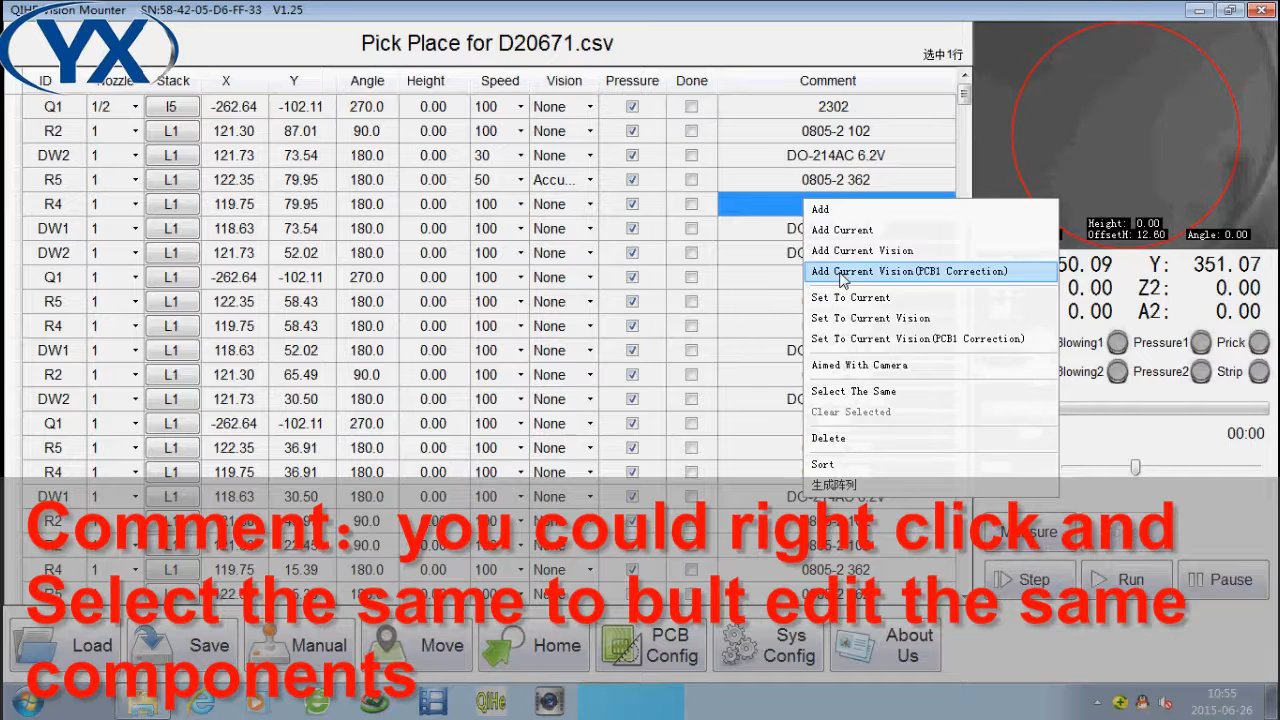 QIHE Vision Mounter SN:58-42-05-D6-FF-33 V1.25
YX
Pick Place for D20671.csv
选中1行
ID Nozzle Stack X Y Angle Height Speed Vision Pressure Done Comment
Q1 1/2 I5 -262.64 -102.11 270.0 0.00 100 None 2302
R2 1 L1 121.30 87.01 90.0 0.00 100 None 0805-2 102
DW2 1 L1 121.73 73.54 180.0 0.00 30 None DO-214AC 6.2V
R5 1 L1 122.35 79.95 180.0 0.00 50 Accu... 0805-2 362
R4 1 L1 119.75 79.95 180.0 0.00 100 None
DW1 1 L1 118.63 73.54 180.0 0.00 100 None
DW2 1 L1 121.73 52.02 180.0 0.00 100 None
Q1 1 L1 -262.64 -102.11 270.0 0.00 100 None
R5 1 L1 122.35 58.43 180.0 0.00 100 None
R4 1 L1 119.75 58.43 180.0 0.00 100 None
DW1 1 L1 118.63 52.02 180.0 0.00 100 None
R2 1 L1 121.30 65.49 90.0 0.00 100 None
DW2 1 L1 121.73 30.50 180.0 0.00 100 None
Q1 1 L1 -262.64 -102.11 270.0 0.00 100 None
R5 1 L1 122.35 36.91 180.0 0.00 100 None
R4 1 L1 119.75 36.91 180.0 0.00 100 None
DW1 1 L1 118.63 30.50 180.0 0.00 100 None DO-214AC 6.2V
R4 L1 119.75 15.39 180.0 0.00 100 None 0805-2 362
Add
Add Current
Add Current Vision
Add Current Vision(PCB1 Correction)
Set To Current
Set To Current Vision
Set To Current Vision(PCB1 Correction)
Aimed With Camera
Select The Same
Clear Selected
Delete
Sort
生成阵列
Height: 0.00
OffsetH: 12.60 Angle: 0.00
50.09 Y: 351.07
0.00 Z2: 0.00
0.00 A2: 0.00
Blowing1 Pressure1 Prick
Blowing2 Pressure2 Strip
00:00
Measure
Step Run Pause
Comment：you could right click and
Select the same to bult edit the same
components
Load Save Manual Move Home PCB Config Sys Config About Us
QIHe
10:55
2015-06-26